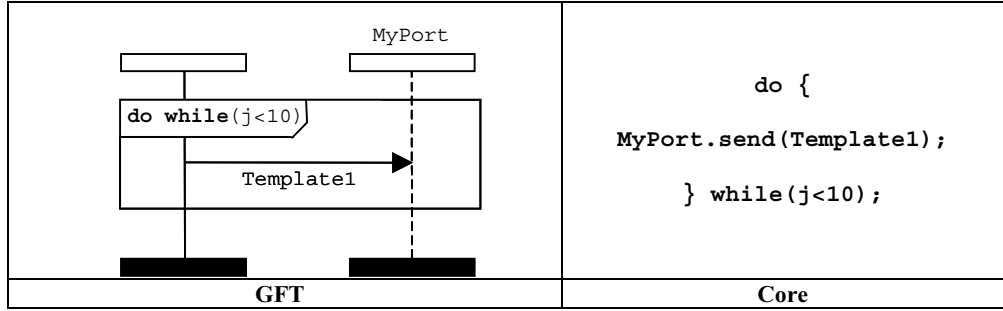 MyPort
do while(j<10)
Template1
do {
MyPort.send(Template1);
} while(j<10);
GFT
Core